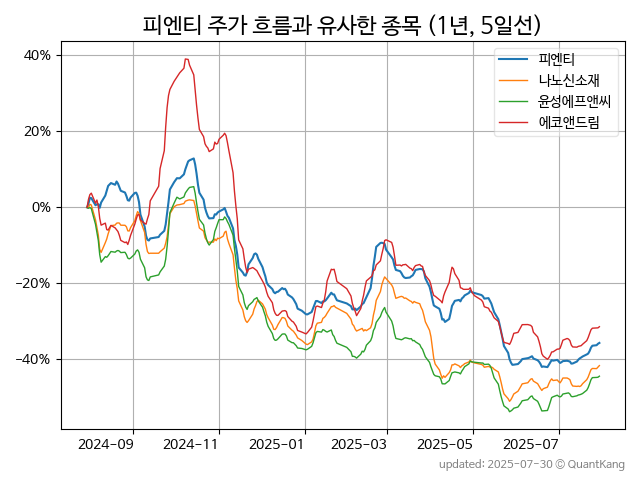 피엔티 주가 흐름과 유사한 종목 (1년, 5일선)
40%
20%
0%
−20%
−40%
피엔티
나노신소재
윤성에프앤씨
에코앤드림
2024-09
2024-11
2025-01
2025-03
2025-05
2025-07
updated: 2025-07-30 © QuantKang